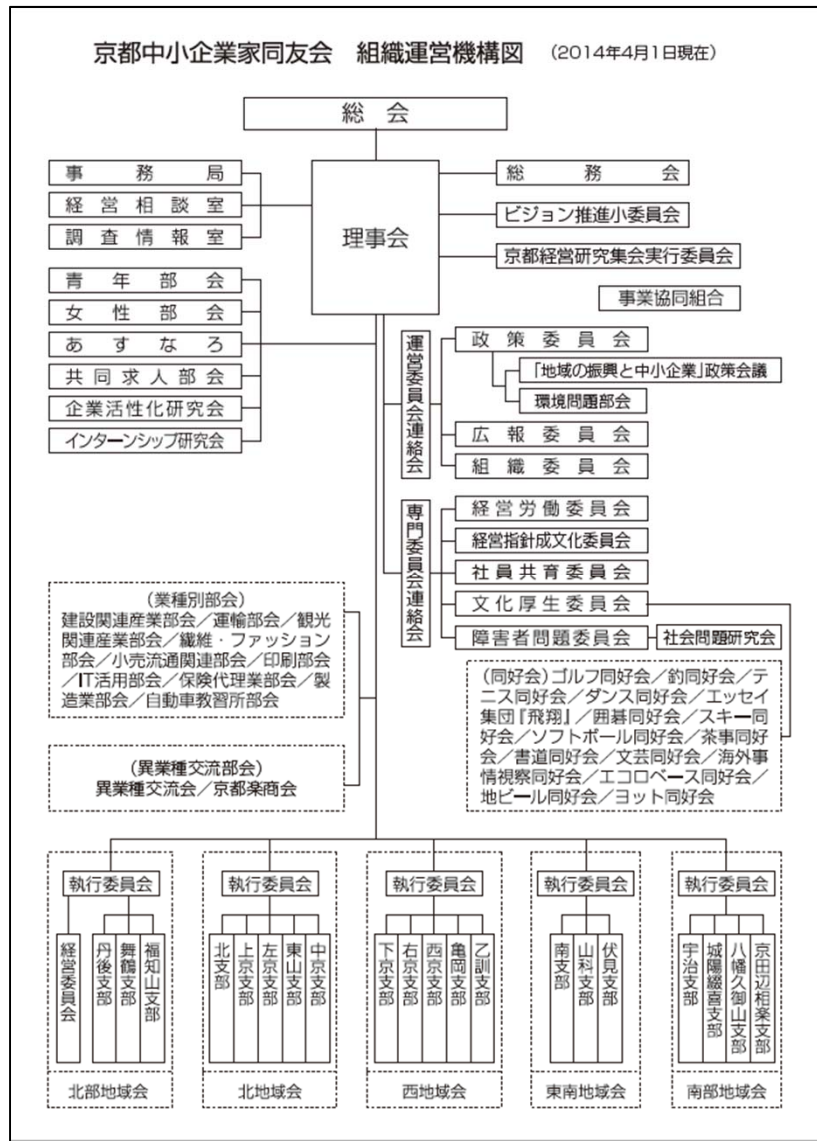 京都中小企業家同友会 組織運営機構図 (2014年4月1日現在)
総会
理事会
事務局
経営相談室
調査情報室
青年部会
女性部会
あすなろ
共同求人部会
企業活性化研究会
インターンシップ研究会
総務会
ビジョン推進小委員会
京都経営研究集会実行委員会
事業協同組合
運営委員会連絡会
政策委員会
「地域の振興と中小企業」政策会議
環境問題部会
広報委員会
組織委員会
専門委員会連絡会
経営労働委員会
経営指針成文化委員会
社員共育委員会
文化厚生委員会
障害者問題委員会
社会問題研究会
(業種別部会)
建設関連産業部会/運輸部会/観光
関連産業部会/繊維・ファッション
部会/小売流通関連部会/印刷部会
/IT活用部会/保険代理業部会/製
造業部会/自動車教習所部会
(異業種交流部会)
異業種交流会/京都楽商会
(同好会)ゴルフ同好会/釣同好会/テ
ニス同好会/ダンス同好会/エッセイ
集団『飛翔』/囲碁同好会/スキー同
好会/ソフトボール同好会/茶事同好
会/書道同好会/文芸同好会/海外事
情視察同好会/エコロベース同好会/
地ビール同好会/ヨット同好会
執行委員会
経営委員会
丹後支部
舞鶴支部
福知山支部
北部地域会
執行委員会
北支部
上京支部
左京支部
東山支部
中京支部
北地域会
執行委員会
下京支部
右京支部
西京支部
亀岡支部
乙訓支部
西地域会
執行委員会
南支部
山科支部
伏見支部
東南地域会
執行委員会
宇治支部
城陽綴喜支部
八幡久御山支部
京田辺相楽支部
南部地域会